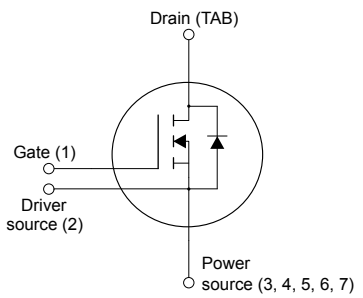 Drain (TAB)
Gate (1)
Driver
source (2)
Power
source (3, 4, 5, 6, 7)